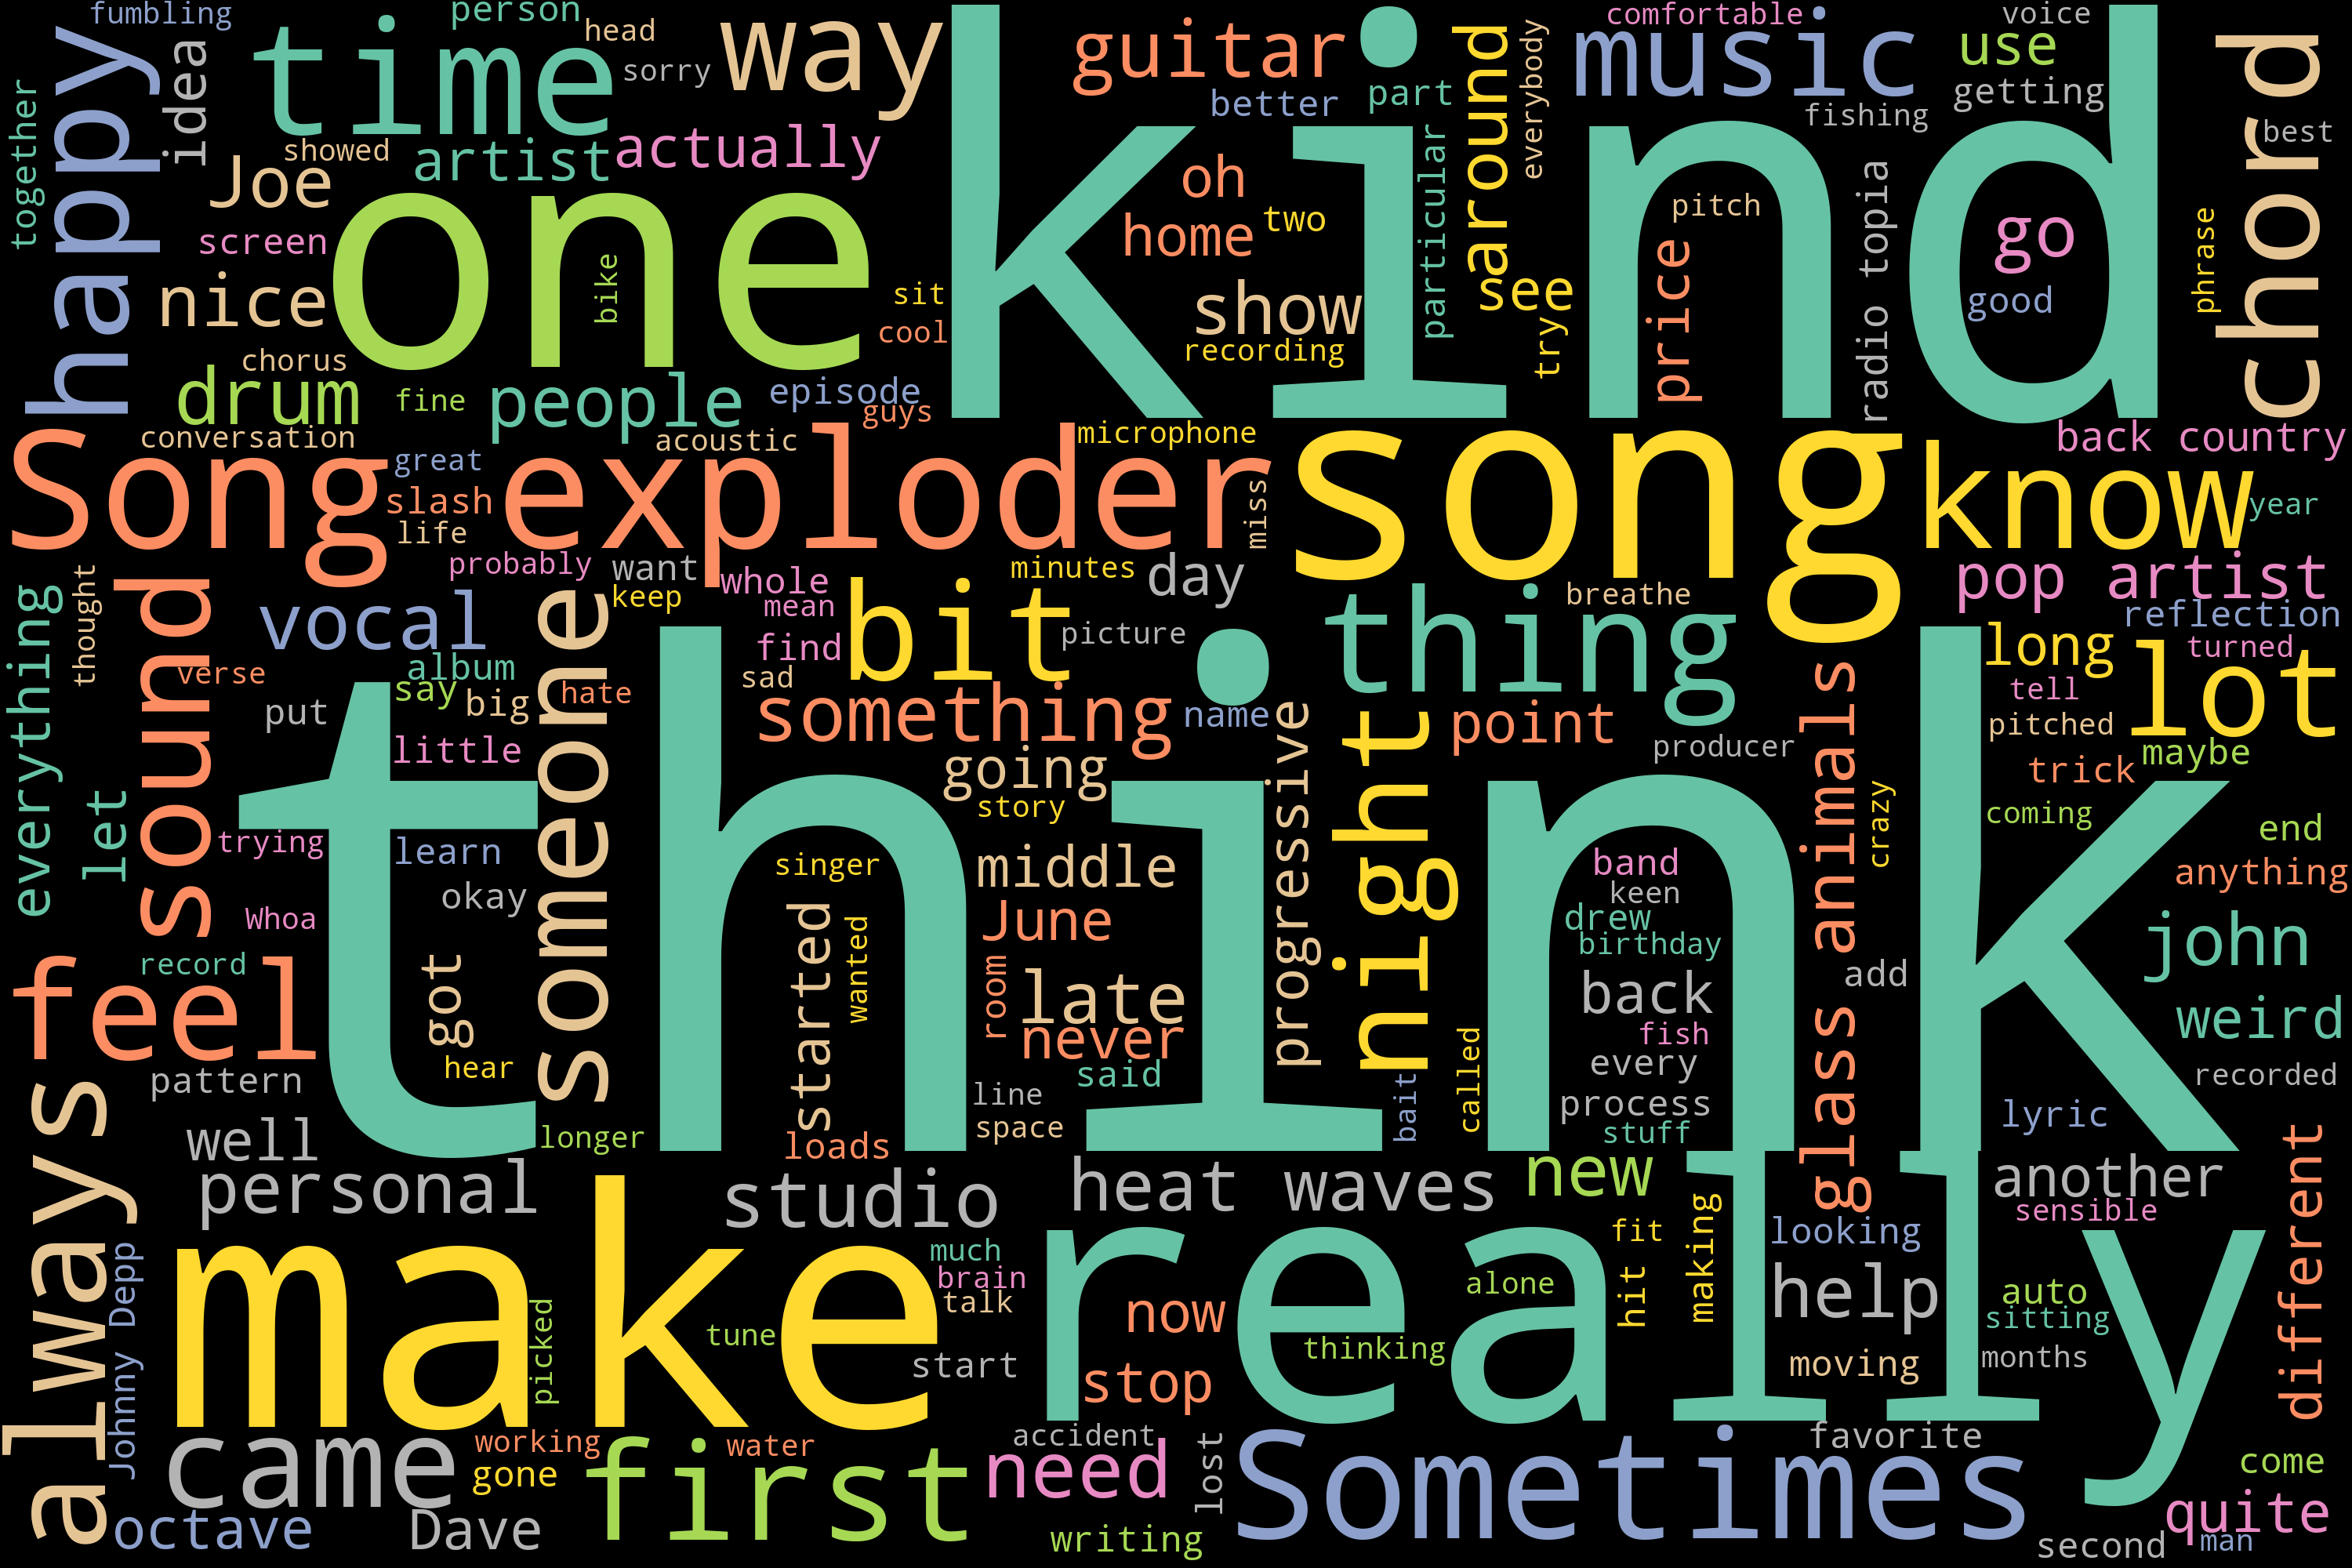 fumbling
person
head
sorry
time
way
kind
guitar
better
part
around
everybody
comfortable
music
fishing
voice
use
getting
best
chord
together
happy
idea
showed
Joe
artist
actually
screen
nice
one
bike
sit
cool
oh
home
two
show
recording
particular
see
try
pitch
price
radio topia
go
good
phrase
chorus
drum
fine
people
episode
guys
conversation
great
acoustic
microphone
Song exploder
slash
life
miss
song
know
back country
year
probably
want
keep
whole
mean
minutes
day
breathe
pop artist
reflection
everything
thought
sound
vocal
someone
find
bit
picture
thing
long
turned
lot
verse
album
say
big
hate
sad
something
name
point
producer
tell
pitched
maybe
trick
put
little
going
story
progressive
night
glass animals
crazy
coming
end
anything
let
trying
learn
okay
think
singer
middle
June
band
keen
drew
birthday
john
Whoa
record
got
started
wanted
room
late
never
back
add
weird
feel
hear
said
fish
every
called
recorded
pattern
line
space
bait
process
stuff
lyric
always
well
longer
loads
personal
studio
heat waves
new
another
sensible
different
Johnny Depp
make
picked
tune
much
brain
talk
start
really
now
stop
alone
thinking
fit
hit
making
looking
help
moving
auto
sitting
months
came
working
gone
first
water
need
accident
lost
Sometimes
favorite
come
quite
octave
Dave
writing
second
man